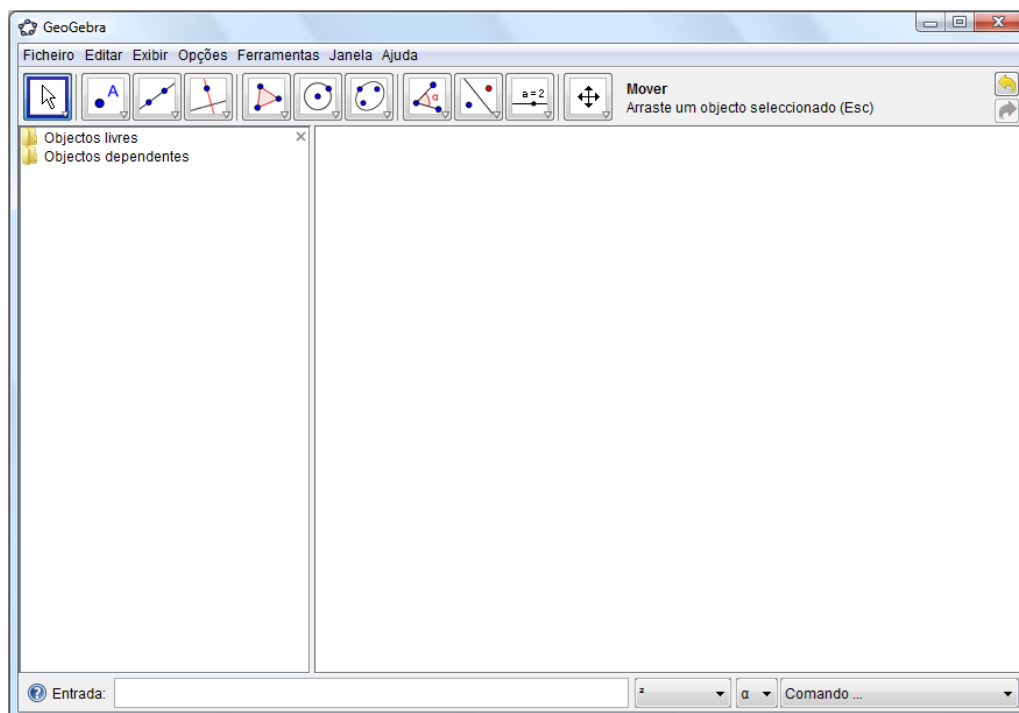 GeoGebra
Ficheiro Editar Exibir Opções Ferramentas Janela Ajuda
A
α
a = 2
Mover
Arraste um objecto seleccionado (Esc)
Objectos livres
Objectos dependentes
Entrada:
²
α
Comando ...